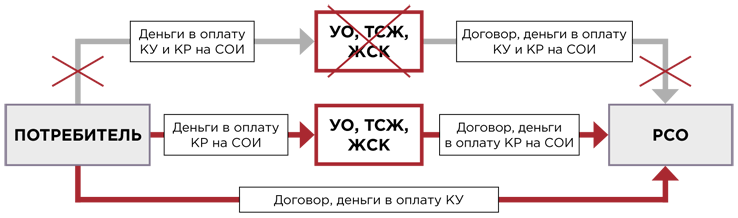 Деньги в оплату
КУ и КР на СОИ
УО, ТСЖ,
ЖСК
Договор, деньги в оплату
КУ и КР на СОИ
ПОТРЕБИТЕЛЬ
Деньги в оплату
КР на СОИ
УО, ТСЖ,
ЖСК
Договор, деньги
в оплату КР на СОИ
РСО
Договор, деньги в оплату КУ